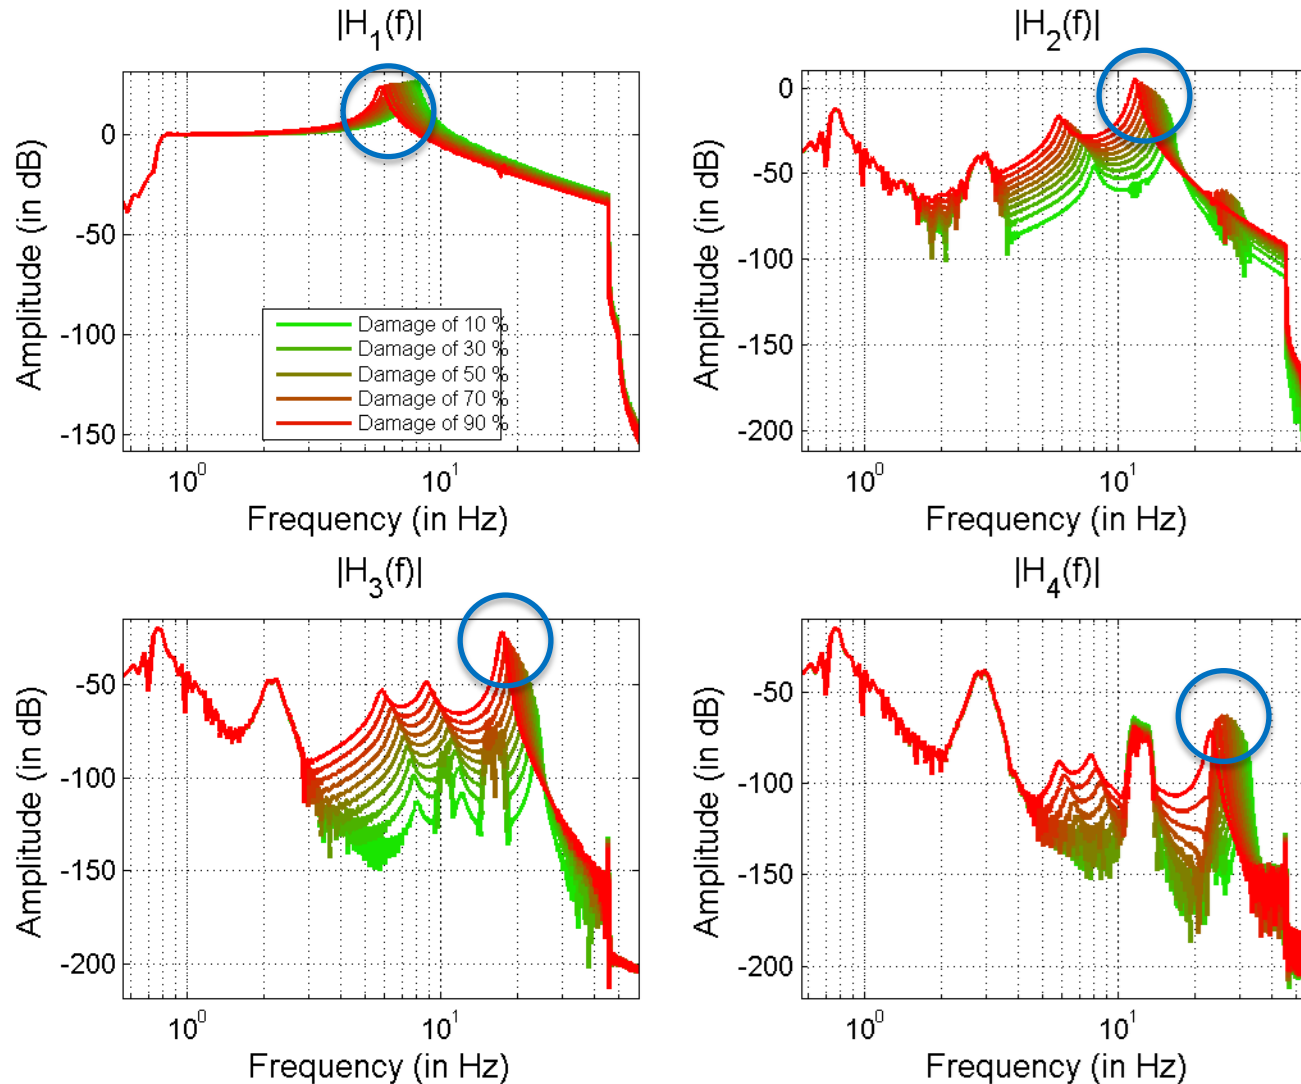 |H1(f)|
0
-50
-100
-150
Amplitude (in dB)
Damage of 10 %
Damage of 30 %
Damage of 50 %
Damage of 70 %
Damage of 90 %
10^0
10^1
Frequency (in Hz)
|H2(f)|
0
-50
-100
-150
-200
Amplitude (in dB)
10^0
10^1
Frequency (in Hz)
|H3(f)|
-50
-100
-150
-200
Amplitude (in dB)
10^0
10^1
Frequency (in Hz)
|H4(f)|
-50
-100
-150
-200
Amplitude (in dB)
10^0
10^1
Frequency (in Hz)